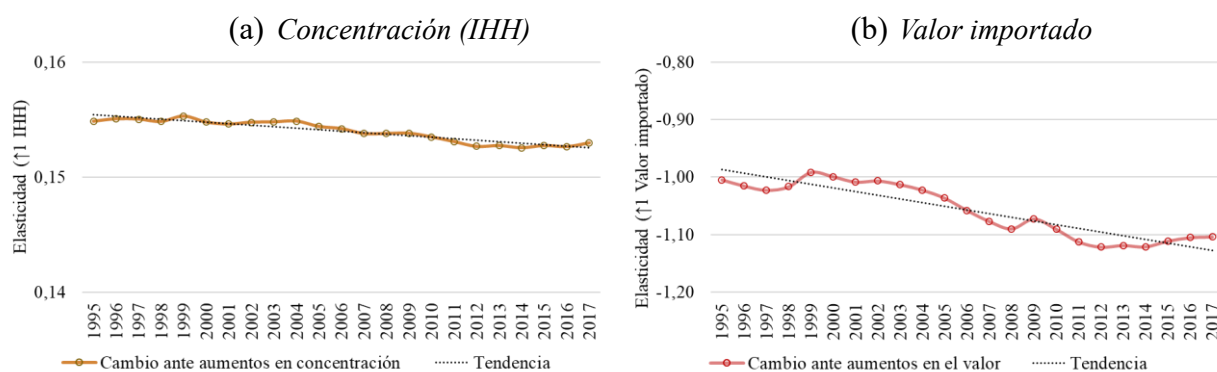 (a) Concentración (IHH)
Elasticidad (↑1 IHH)
0,16
0,15
0,14
1995 1996 1997 1998 1999 2000 2001 2002 2003 2004 2005 2006 2007 2008 2009 2010 2011 2012 2013 2014 2015 2016 2017
Cambio ante aumentos en concentración Tendencia
(b) Valor importado
Elasticidad (↑1 Valor importado)
-0,80
-0,90
-1,00
-1,10
-1,20
1995 1996 1997 1998 1999 2000 2001 2002 2003 2004 2005 2006 2007 2008 2009 2010 2011 2012 2013 2014 2015 2016 2017
Cambio ante aumentos en el valor Tendencia